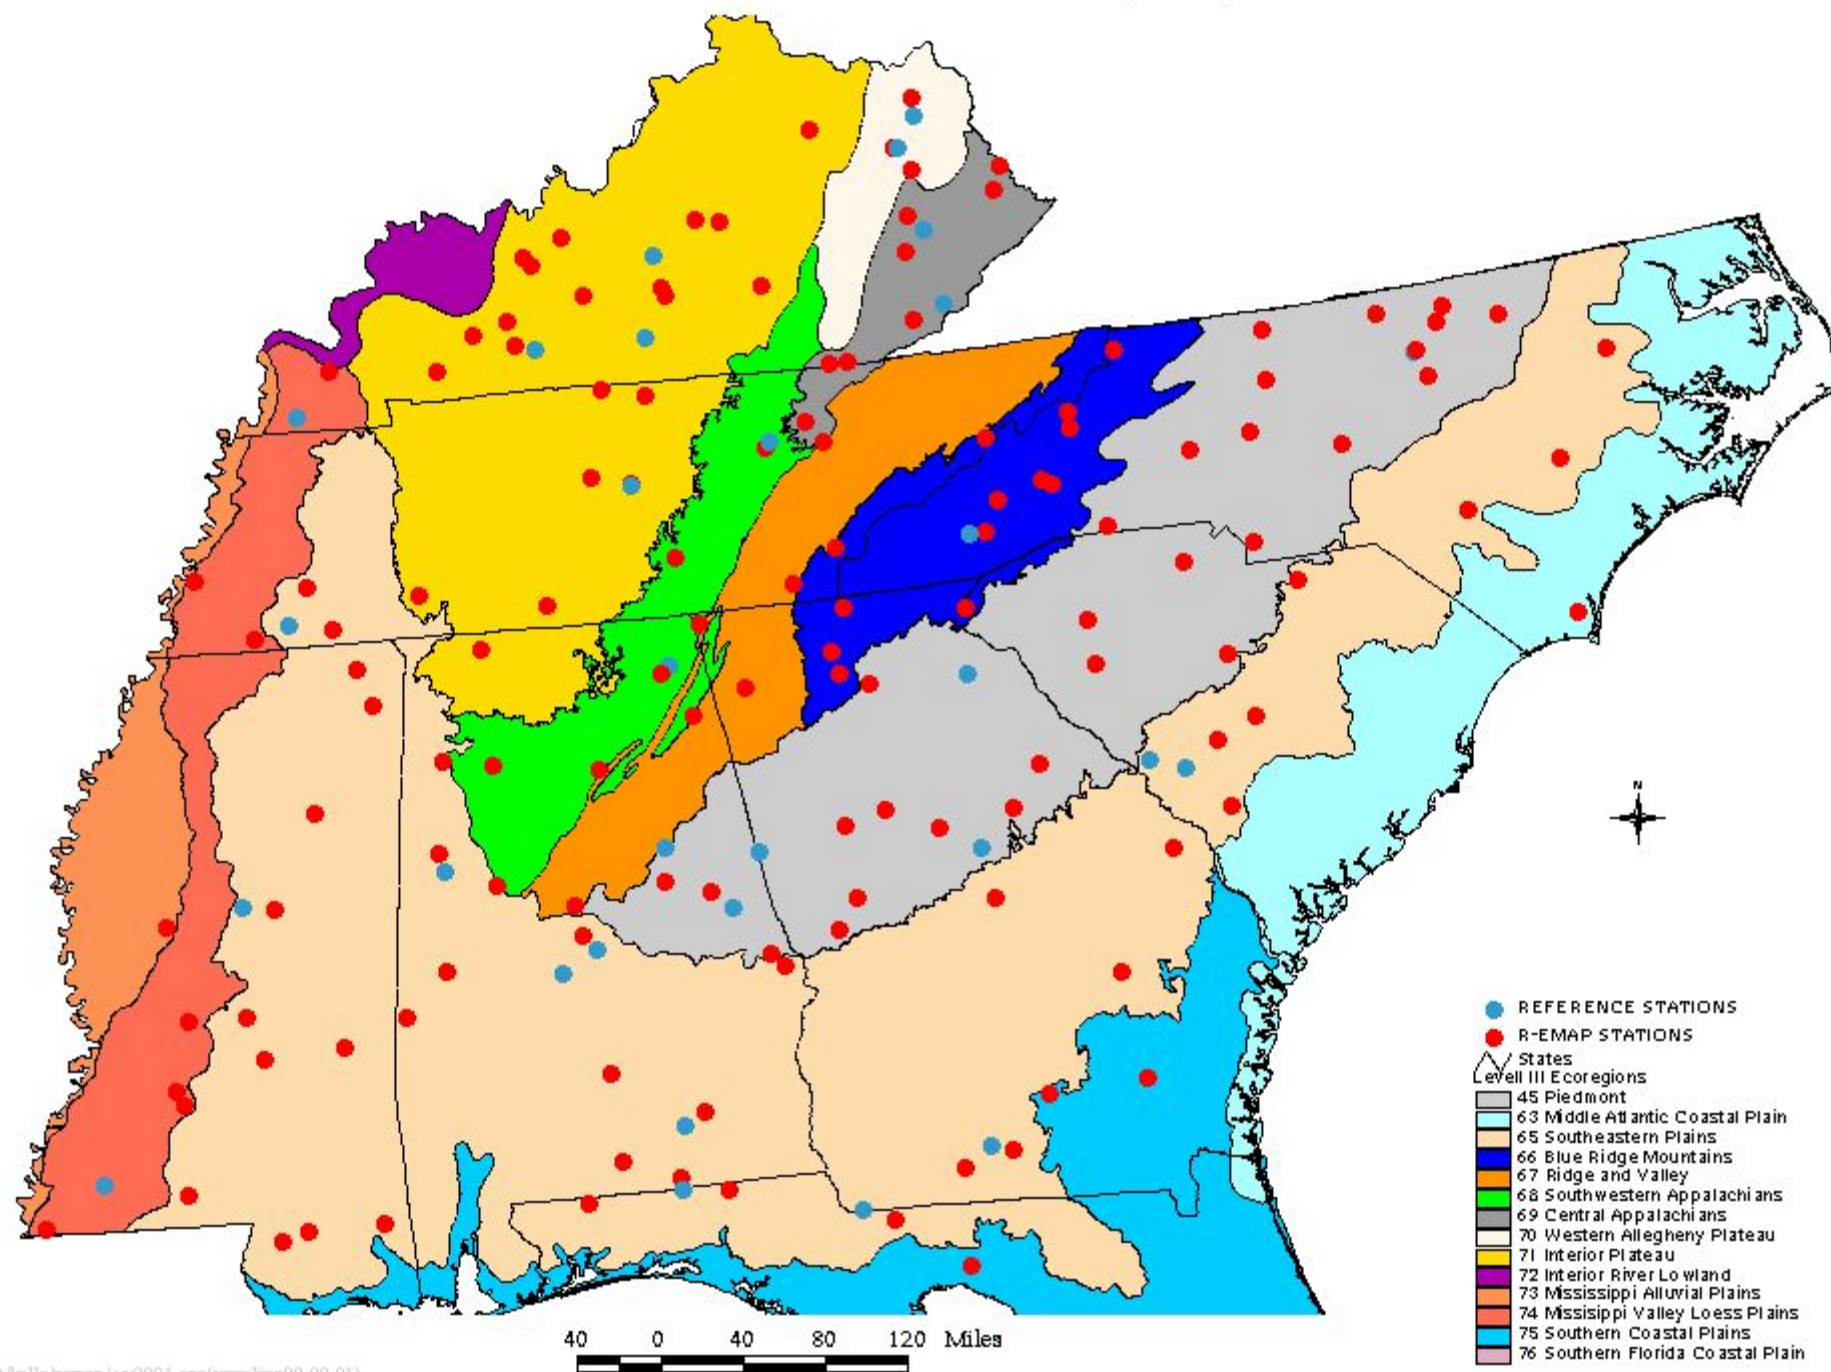 N
REFERENCE STATIONS
R-EMAP STATIONS
States
Level III Ecoregions
45 Piedmont
63 Middle Atlantic Coastal Plain
65 Southeastern Plains
66 Blue Ridge Mountains
67 Ridge and Valley
68 Southwestern Appalachians
69 Central Appalachians
70 Western Allegheny Plateau
71 Interior Plateau
72 Interior River Lowland
73 Mississippi Alluvial Plains
74 Missisippi Valley Loess Plains
75 Southern Coastal Plains
76 Southern Florida Coastal Plain
40 0 40 80 120 Miles